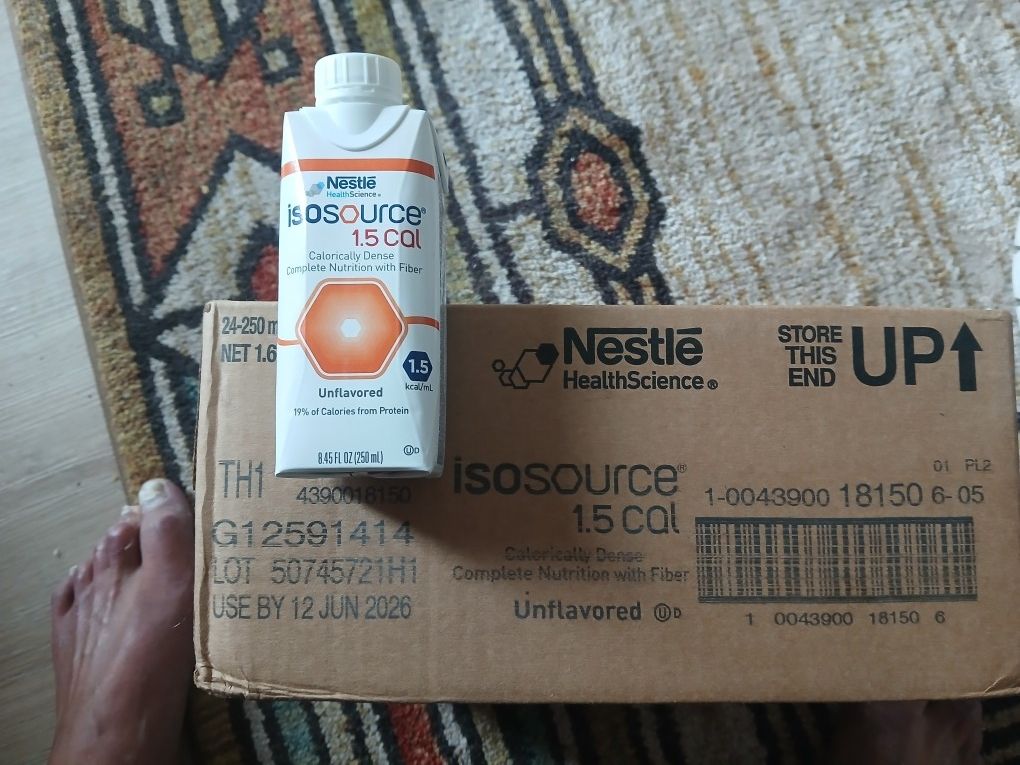 Nestlé
HealthScience®
isosource®
1.5 Cal
Calorically Dense
Complete Nutrition with Fiber
1.5
kcal/mL
Unflavored
19% of Calories from Protein
8.45 FL OZ (250 mL)
UD
24-250 m
NET 1.6
Nestlé
HealthScience®
STORE
THIS
END
UP
TH1
4390018150
G12591414
LOT 50745721H1
USE BY 12 JUN 2026
isosource®
1.5 Cal
Calorically Dense
Complete Nutrition with Fiber
Unflavored UD
01 PL2
1-0043900 18150 6-05
1 0043900 18150 6